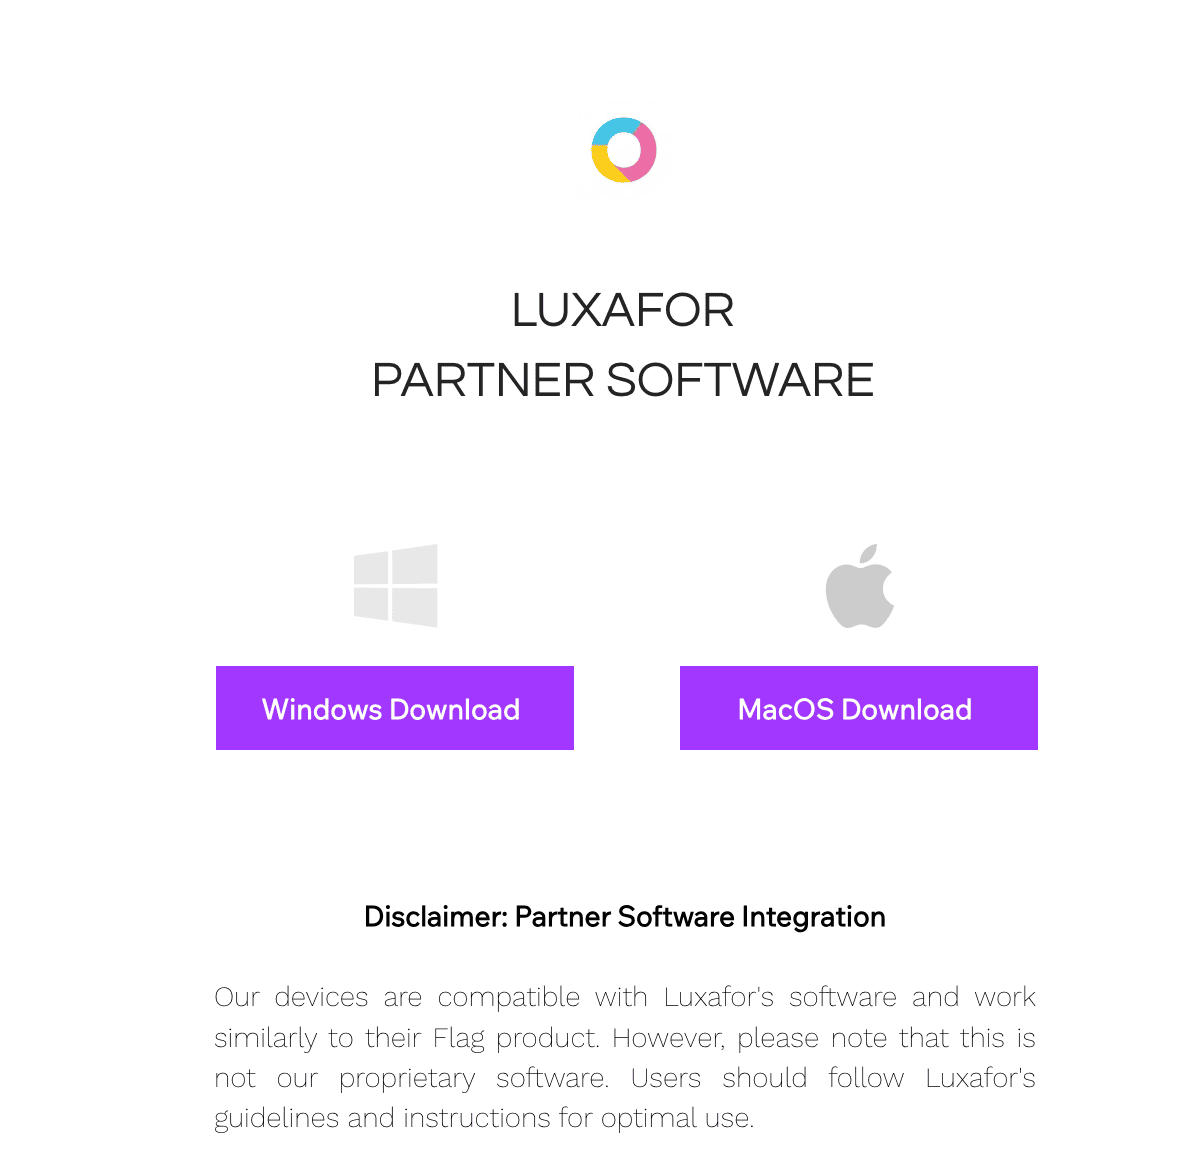 LUXAFOR
PARTNER SOFTWARE
Windows Download
MacOS Download
Disclaimer: Partner Software Integration
Our devices are compatible with Luxafor's software and work
similarly to their Flag product. However, please note that this is
not our proprietary software. Users should follow Luxafor's
guidelines and instructions for optimal use.